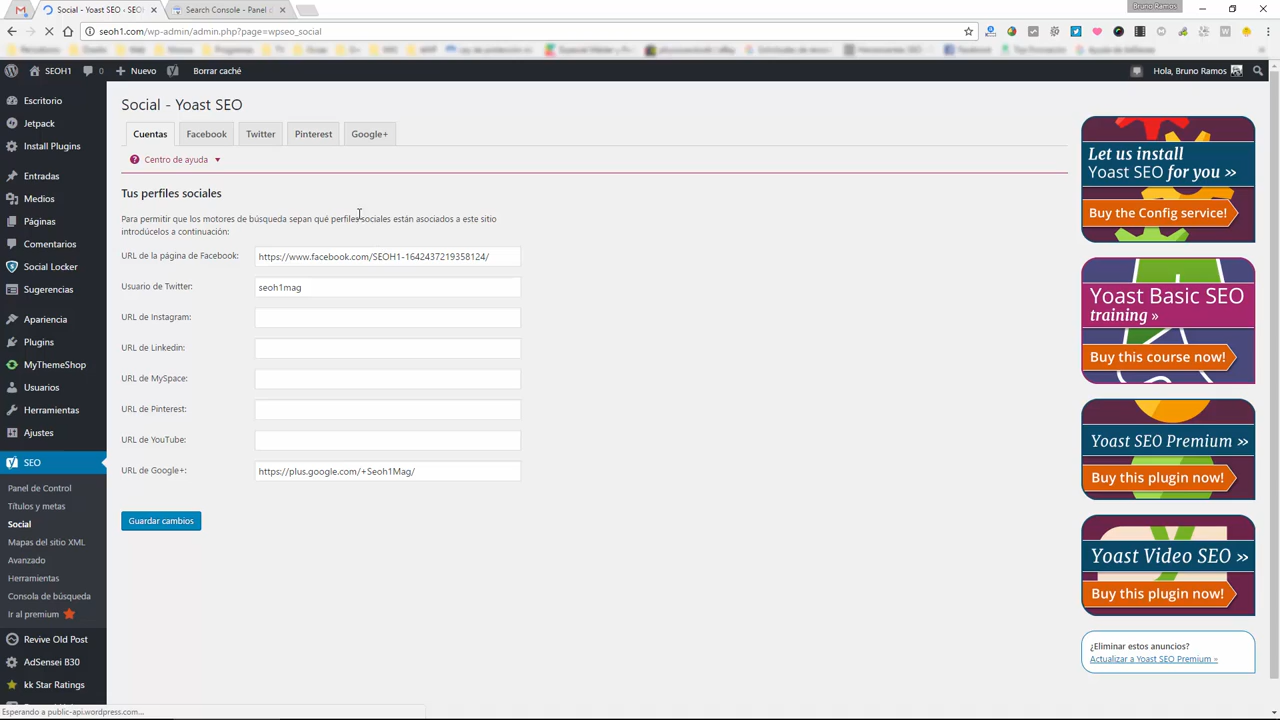 Bruno Ramos
Social - Yoast SEO ‹ SEO
Search Console - Panel d
seoh1.com/wp-admin/admin.php?page=wpseo_social
SEOH1
0
Nuevo
Borrar caché
Hola, Bruno Ramos
Escritorio
Jetpack
Install Plugins
Entradas
Medios
Páginas
Comentarios
Social Locker
Sugerencias
Apariencia
Plugins
MyThemeShop
Usuarios
Herramientas
Ajustes
SEO
Panel de Control
Títulos y metas
Social
Mapas del sitio XML
Avanzado
Herramientas
Consola de búsqueda
Ir al premium
Revive Old Post
AdSensei B30
kk Star Ratings
Social - Yoast SEO
Cuentas
Facebook
Twitter
Pinterest
Google+
Centro de ayuda
Tus perfiles sociales
Para permitir que los motores de búsqueda sepan qué perfiles sociales están asociados a este sitio
introdúcelos a continuación:
URL de la página de Facebook: https://www.facebook.com/SEOH1-1642437219358124/
Usuario de Twitter: seoh1mag
URL de Instagram:
URL de Linkedin:
URL de MySpace:
URL de Pinterest:
URL de YouTube:
URL de Google+: https://plus.google.com/+Seoh1Mag/
Guardar cambios
Let us install
Yoast SEO for you »
Buy the Config service!
Yoast Basic SEO
training »
Buy this course now!
Yoast SEO Premium »
Buy this plugin now!
Yoast Video SEO »
Buy this plugin now!
¿Eliminar estos anuncios?
Actualizar a Yoast SEO Premium »
Esperando a public-api.wordpress.com...